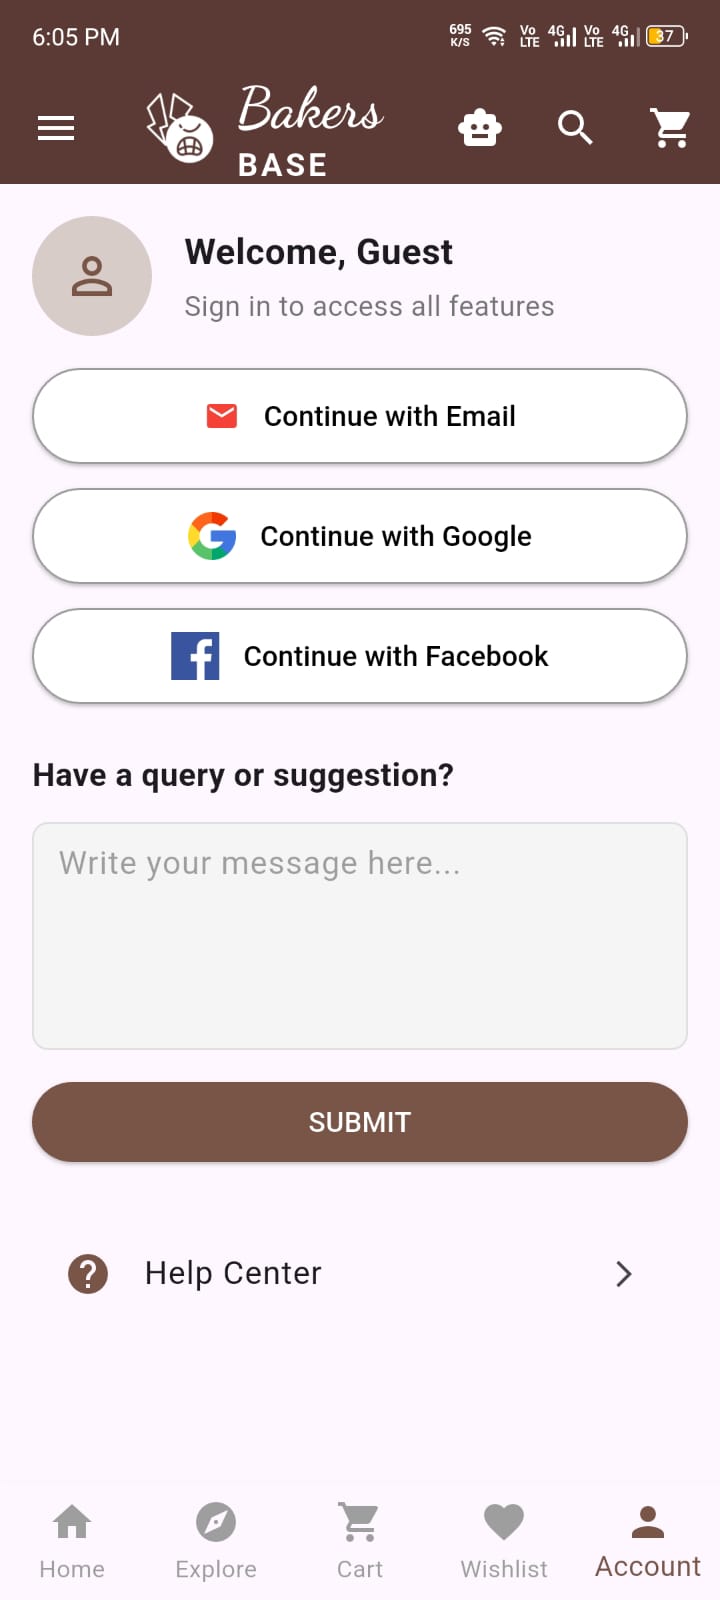 6:05 PM
695
K/S
Vo
LTE
4G
Vo
LTE
4G
37
Bakers
BASE
Welcome, Guest
Sign in to access all features
Continue with Email
Continue with Google
Continue with Facebook
Have a query or suggestion?
Write your message here...
SUBMIT
Help Center
Home
Explore
Cart
Wishlist
Account